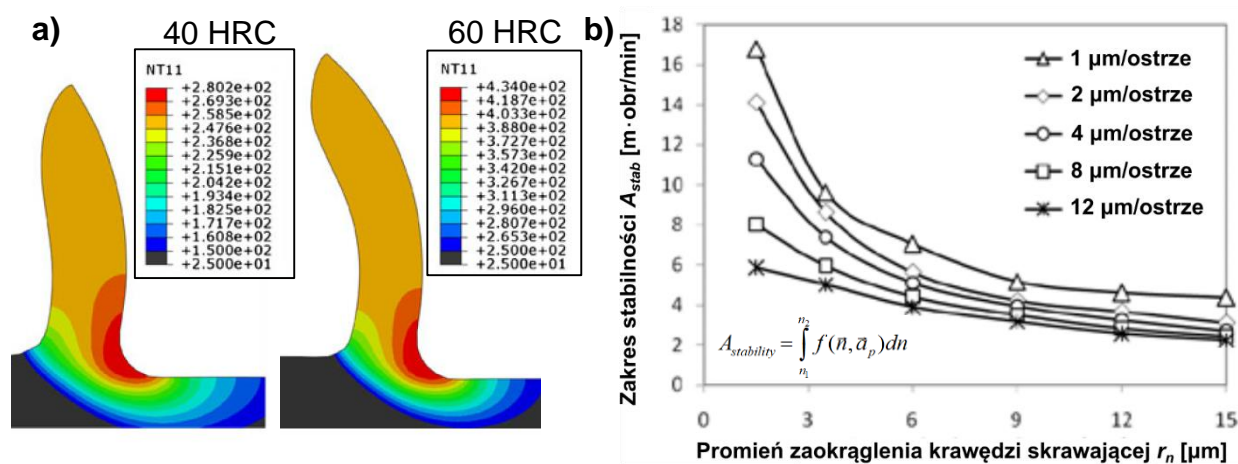 a)
40 HRC
NT11
+2.802e+02
+2.693e+02
+2.585e+02
+2.476e+02
+2.368e+02
+2.259e+02
+2.151e+02
+2.042e+02
+1.934e+02
+1.825e+02
+1.717e+02
+1.608e+02
+1.500e+02
+2.500e+01
60 HRC
NT11
+4.340e+02
+4.187e+02
+4.033e+02
+3.880e+02
+3.727e+02
+3.573e+02
+3.420e+02
+3.267e+02
+3.113e+02
+2.960e+02
+2.807e+02
+2.653e+02
+2.500e+02
+2.500e+01
b)
Zakres stabilności A_stab [m·obr/min]
18
16
14
12
10
8
6
4
2
0
1 µm/ostrze
2 µm/ostrze
4 µm/ostrze
8 µm/ostrze
12 µm/ostrze
A_stability = ∫_{n₁}^{n₂} f(n̄, ā_p)dn
0 3 6 9 12 15
Promień zaokrąglenia krawędzi skrawającej r_n [µm]